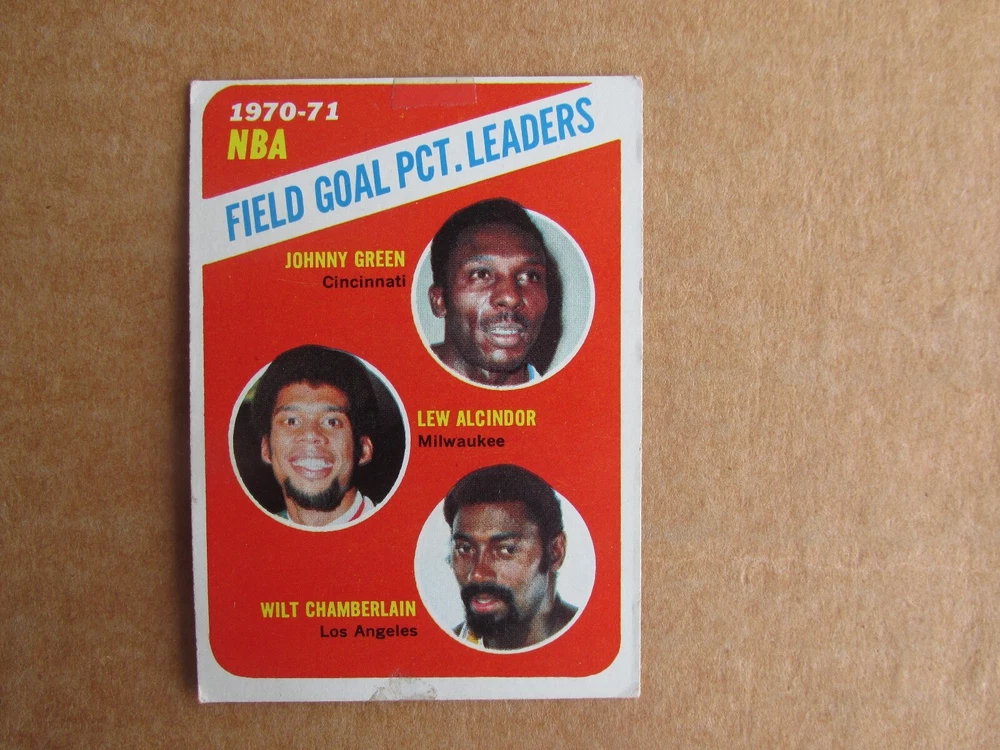 1970-71
NBA
FIELD GOAL PCT. LEADERS
JOHNNY GREEN
Cincinnati
LEW ALCINDOR
Milwaukee
WILT CHAMBERLAIN
Los Angeles